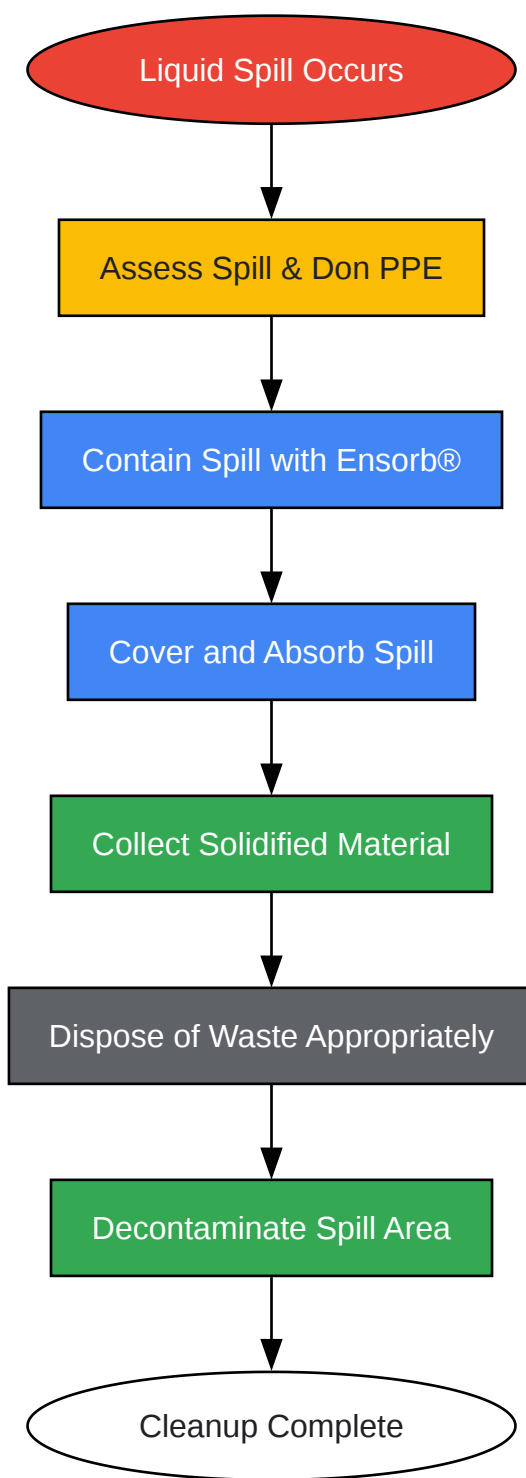 Liquid Spill Occurs
Assess Spill & Don PPE
Contain Spill with Ensorb®
Cover and Absorb Spill
Collect Solidified Material
Dispose of Waste Appropriately
Decontaminate Spill Area
Cleanup Complete